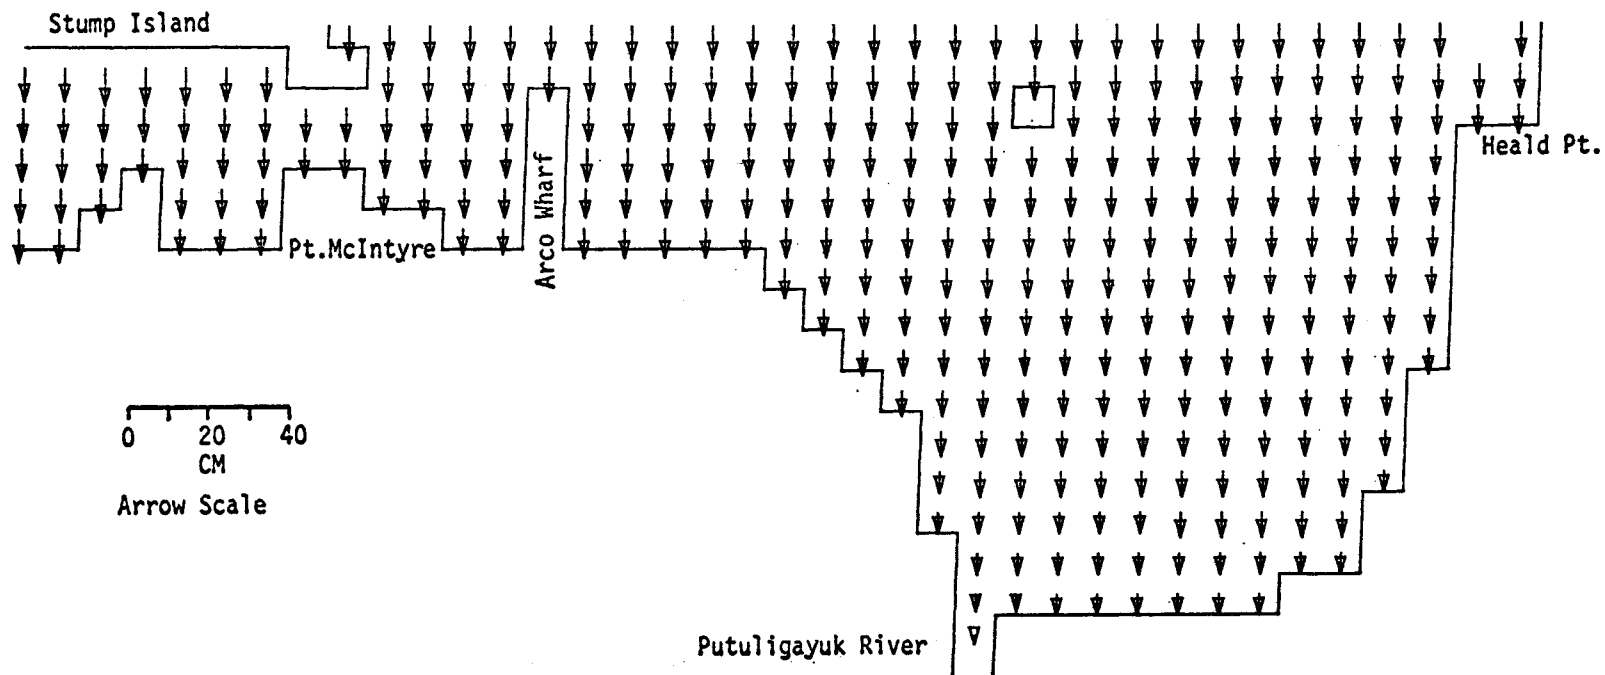 Stump Island
Heald Pt.
Arco Wharf
Pt.McIntyre
0 20 40
CM
Arrow Scale
Putuligayuk River